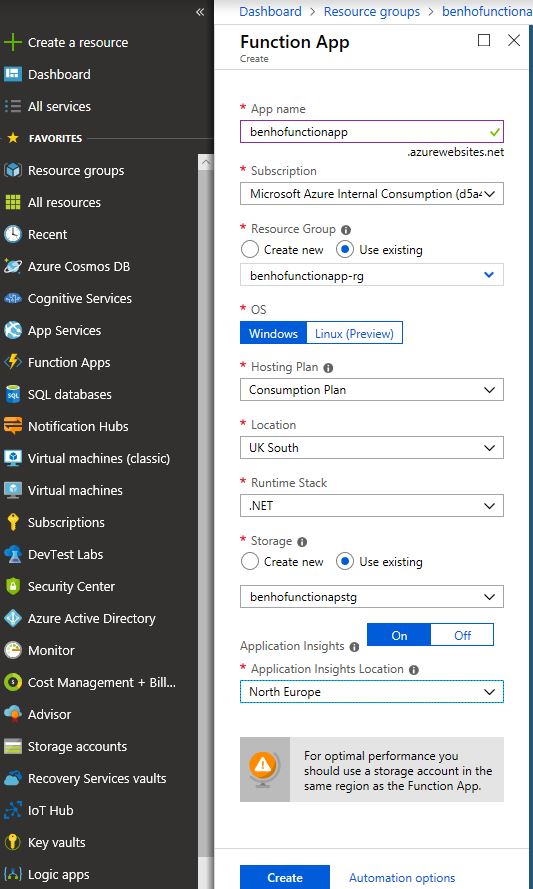 «
Create a resource
Dashboard
All services
FAVORITES
Resource groups
All resources
Recent
Azure Cosmos DB
Cognitive Services
App Services
Function Apps
SQL databases
Notification Hubs
Virtual machines (classic)
Virtual machines
Subscriptions
DevTest Labs
Security Center
Azure Active Directory
Monitor
Cost Management + Bill...
Advisor
Storage accounts
Recovery Services vaults
IoT Hub
Key vaults
Logic apps
Dashboard > Resource groups > benhofunctiona
Function App
Create
* App name
benhofunctionapp
.azurewebsites.net
* Subscription
Microsoft Azure Internal Consumption (d5a4
* Resource Group
Create new Use existing
benhofunctionapp-rg
* OS
Windows Linux (Preview)
* Hosting Plan
Consumption Plan
* Location
UK South
* Runtime Stack
.NET
* Storage
Create new Use existing
benhofunctionapstg
On Off
Application Insights
* Application Insights Location
North Europe
For optimal performance you
should use a storage account in the
same region as the Function App.
Create Automation options